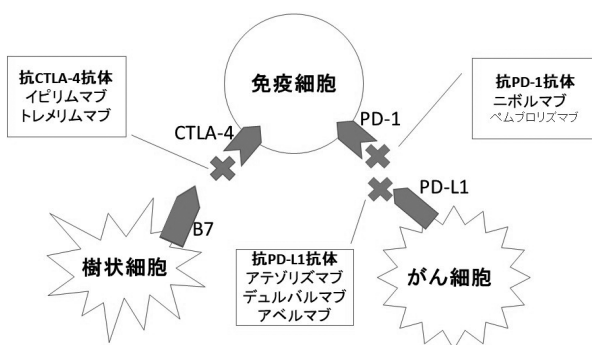 抗CTLA-4抗体
イピリムマブ
トレメリムマブ
免疫細胞
抗PD-1抗体
ニボルマブ
ペムブロリズマブ
CTLA-4
PD-1
PD-L1
B7
樹状細胞
抗PD-L1抗体
アテゾリズマブ
デュルバルマブ
アベルマブ
がん細胞